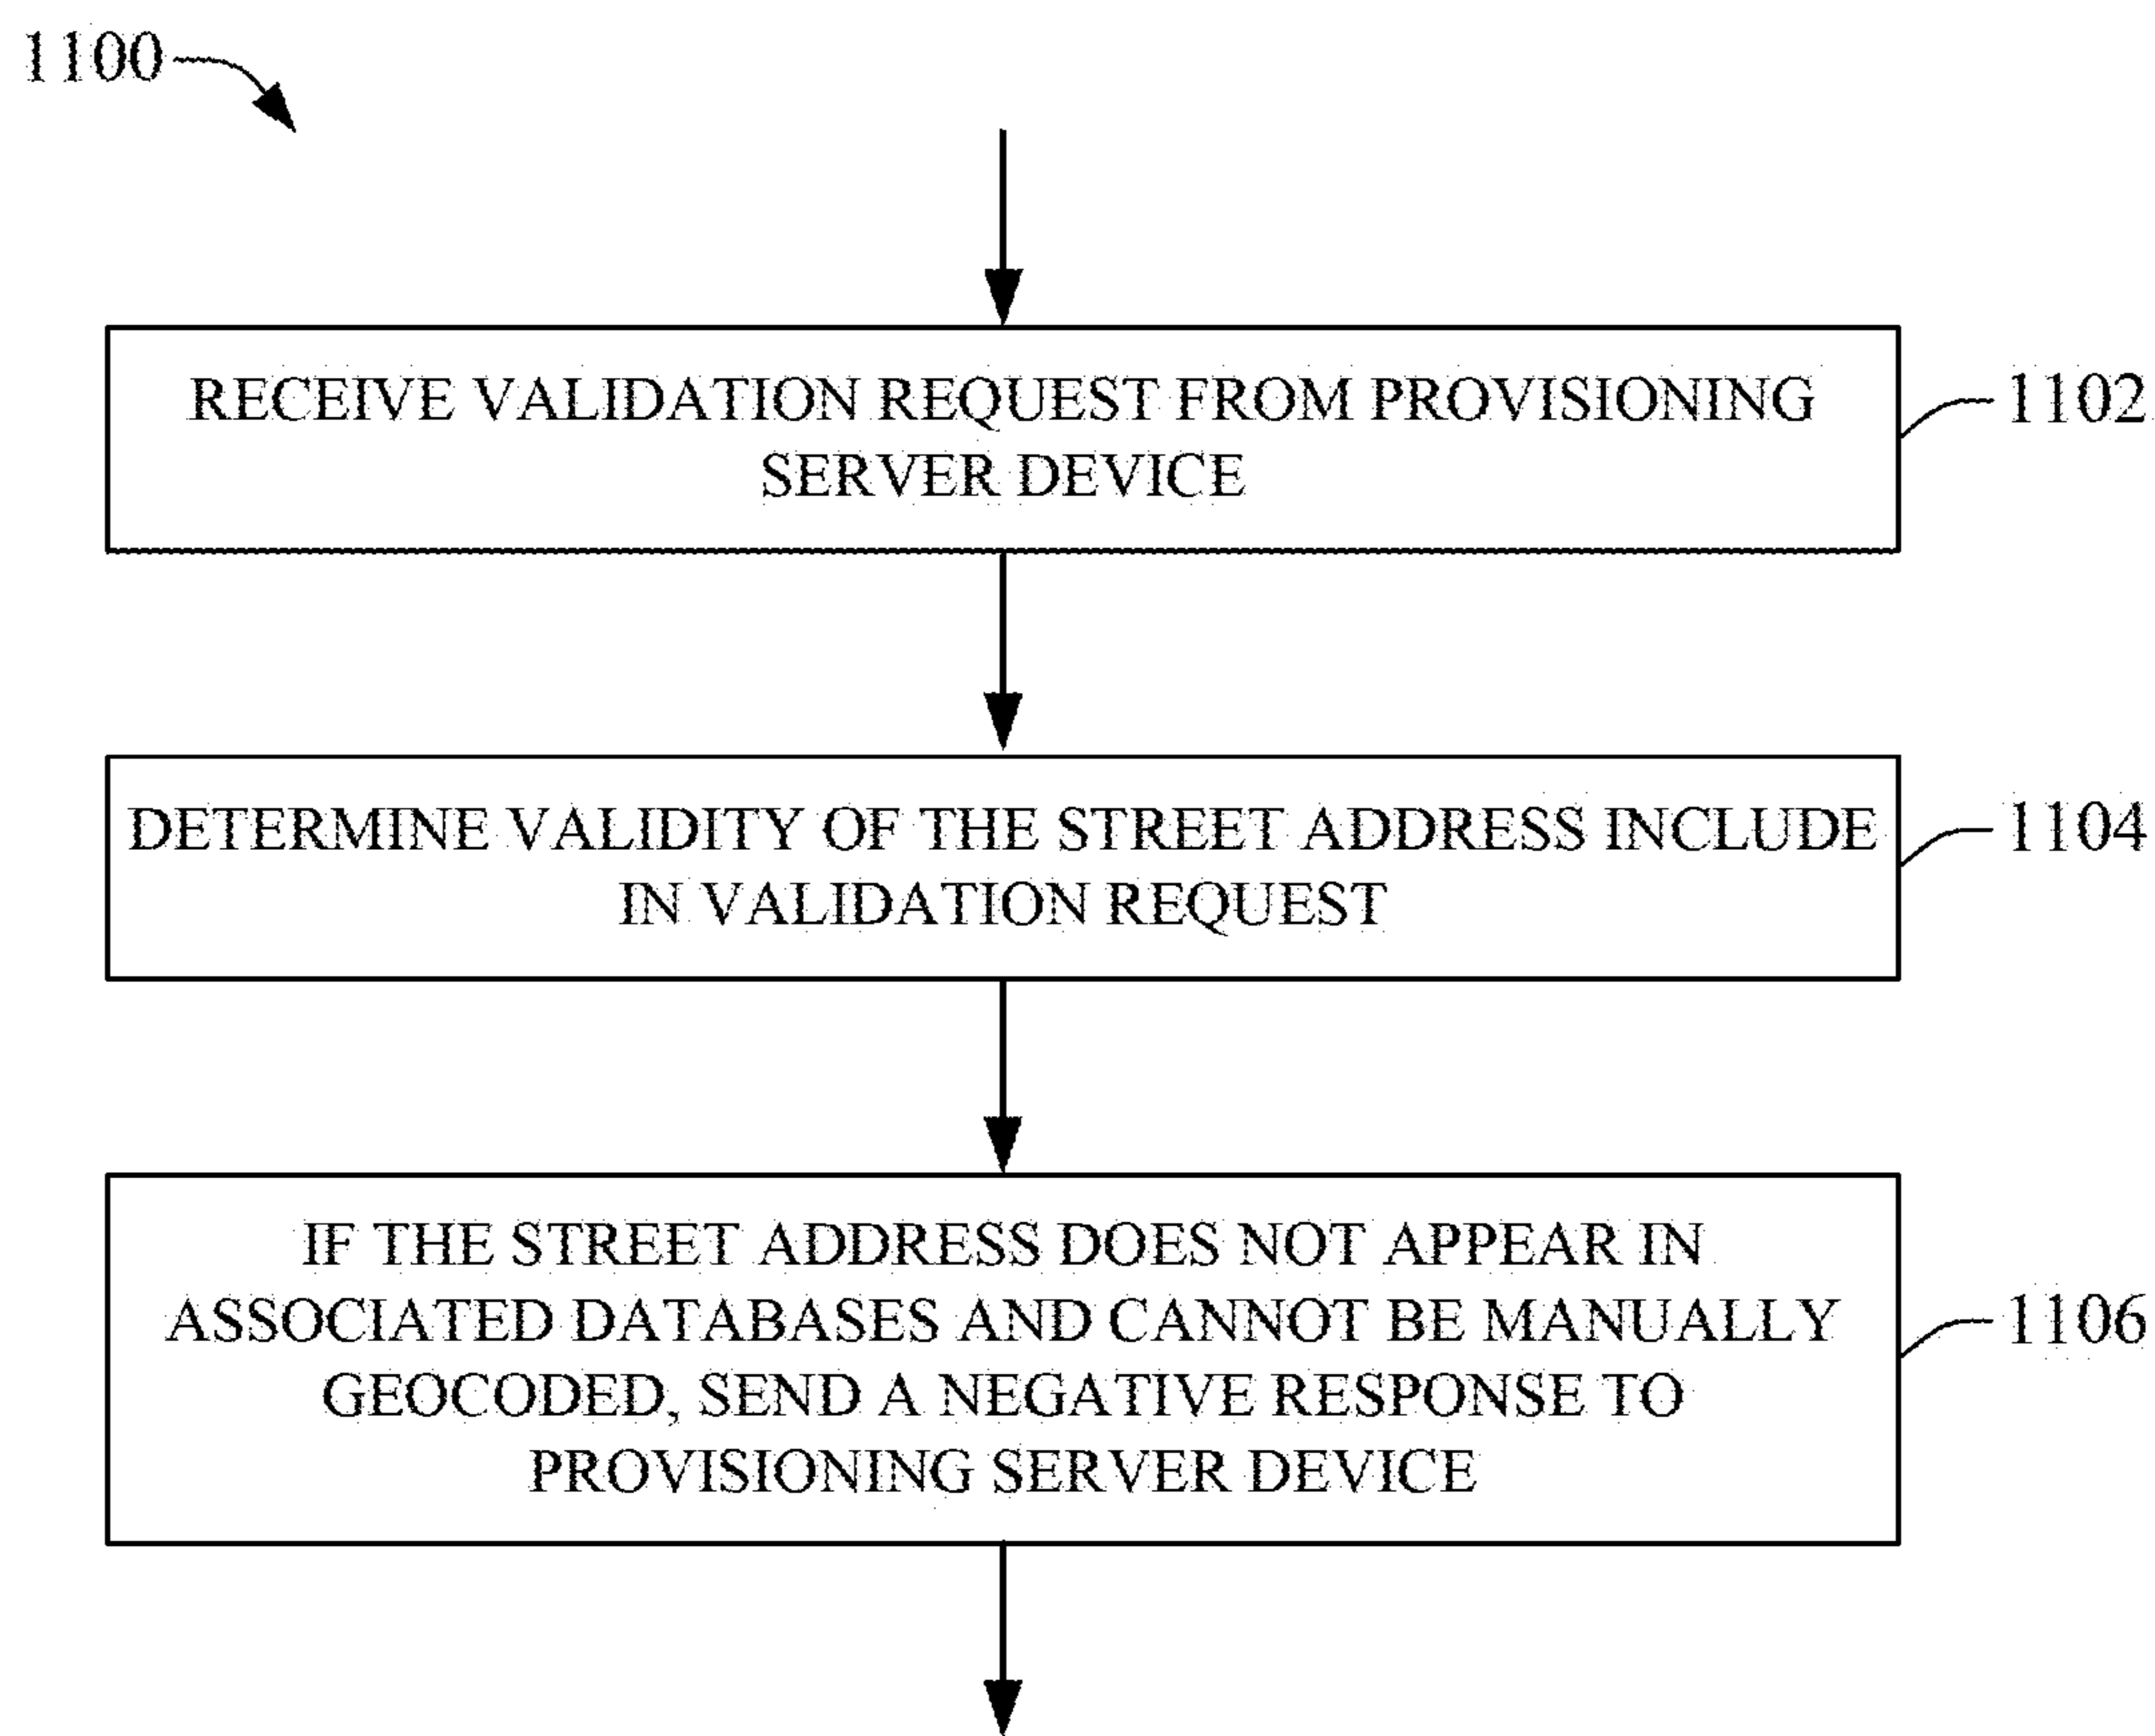 1100
RECEIVE VALIDATION REQUEST FROM PROVISIONING
SERVER DEVICE
1102
DETERMINE VALIDITY OF THE STREET ADDRESS INCLUDE
IN VALIDATION REQUEST
1104
IF THE STREET ADDRESS DOES NOT APPEAR IN
ASSOCIATED DATABASES AND CANNOT BE MANUALLY
GEOCODED, SEND A NEGATIVE RESPONSE TO
PROVISIONING SERVER DEVICE
1106